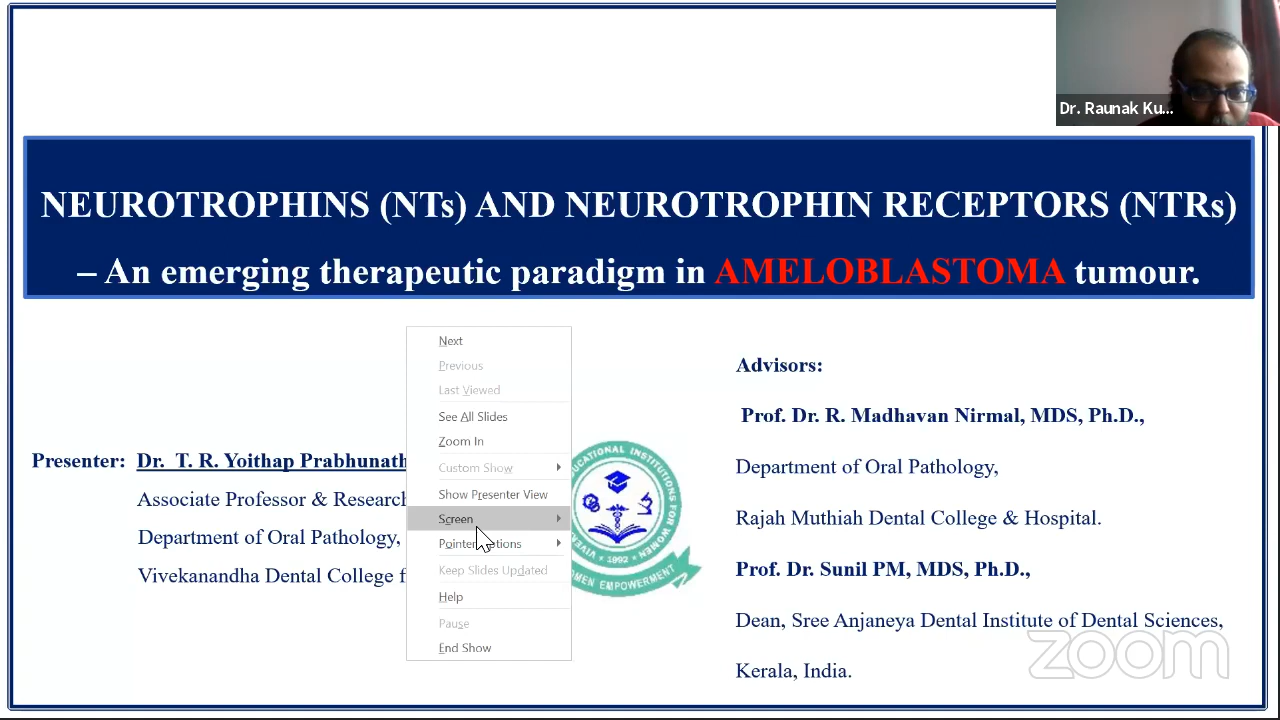 Dr. Raunak Ku...
NEUROTROPHINS (NTs) AND NEUROTROPHIN RECEPTORS (NTRs)
– An emerging therapeutic paradigm in AMELOBLASTOMA tumour.
Presenter: Dr. T. R. Yoithap Prabhunath
Associate Professor & Research
Department of Oral Pathology,
Vivekanandha Dental College f
Next
Previous
Last Viewed
See All Slides
Zoom In
Custom Show
Show Presenter View
Screen
Pointer tions
Keep Slides Updated
Help
Pause
End Show
UCATIONAL INSTITUTIONS FOR WOMEN
1892
MEN EMPOWERMENT
Advisors:
Prof. Dr. R. Madhavan Nirmal, MDS, Ph.D.,
Department of Oral Pathology,
Rajah Muthiah Dental College & Hospital.
Prof. Dr. Sunil PM, MDS, Ph.D.,
Dean, Sree Anjaneya Dental Institute of Dental Sciences,
Kerala, India.
zoom